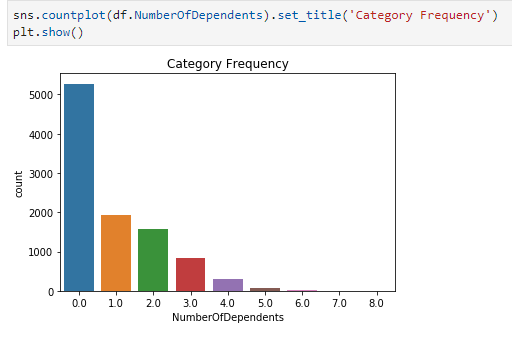 sns.countplot(df.NumberOfDependents).set_title('Category Frequency')
plt.show()
Category Frequency
5000
4000
3000
2000
1000
0
count
0.0 1.0 2.0 3.0 4.0 5.0 6.0 7.0 8.0
NumberOfDependents